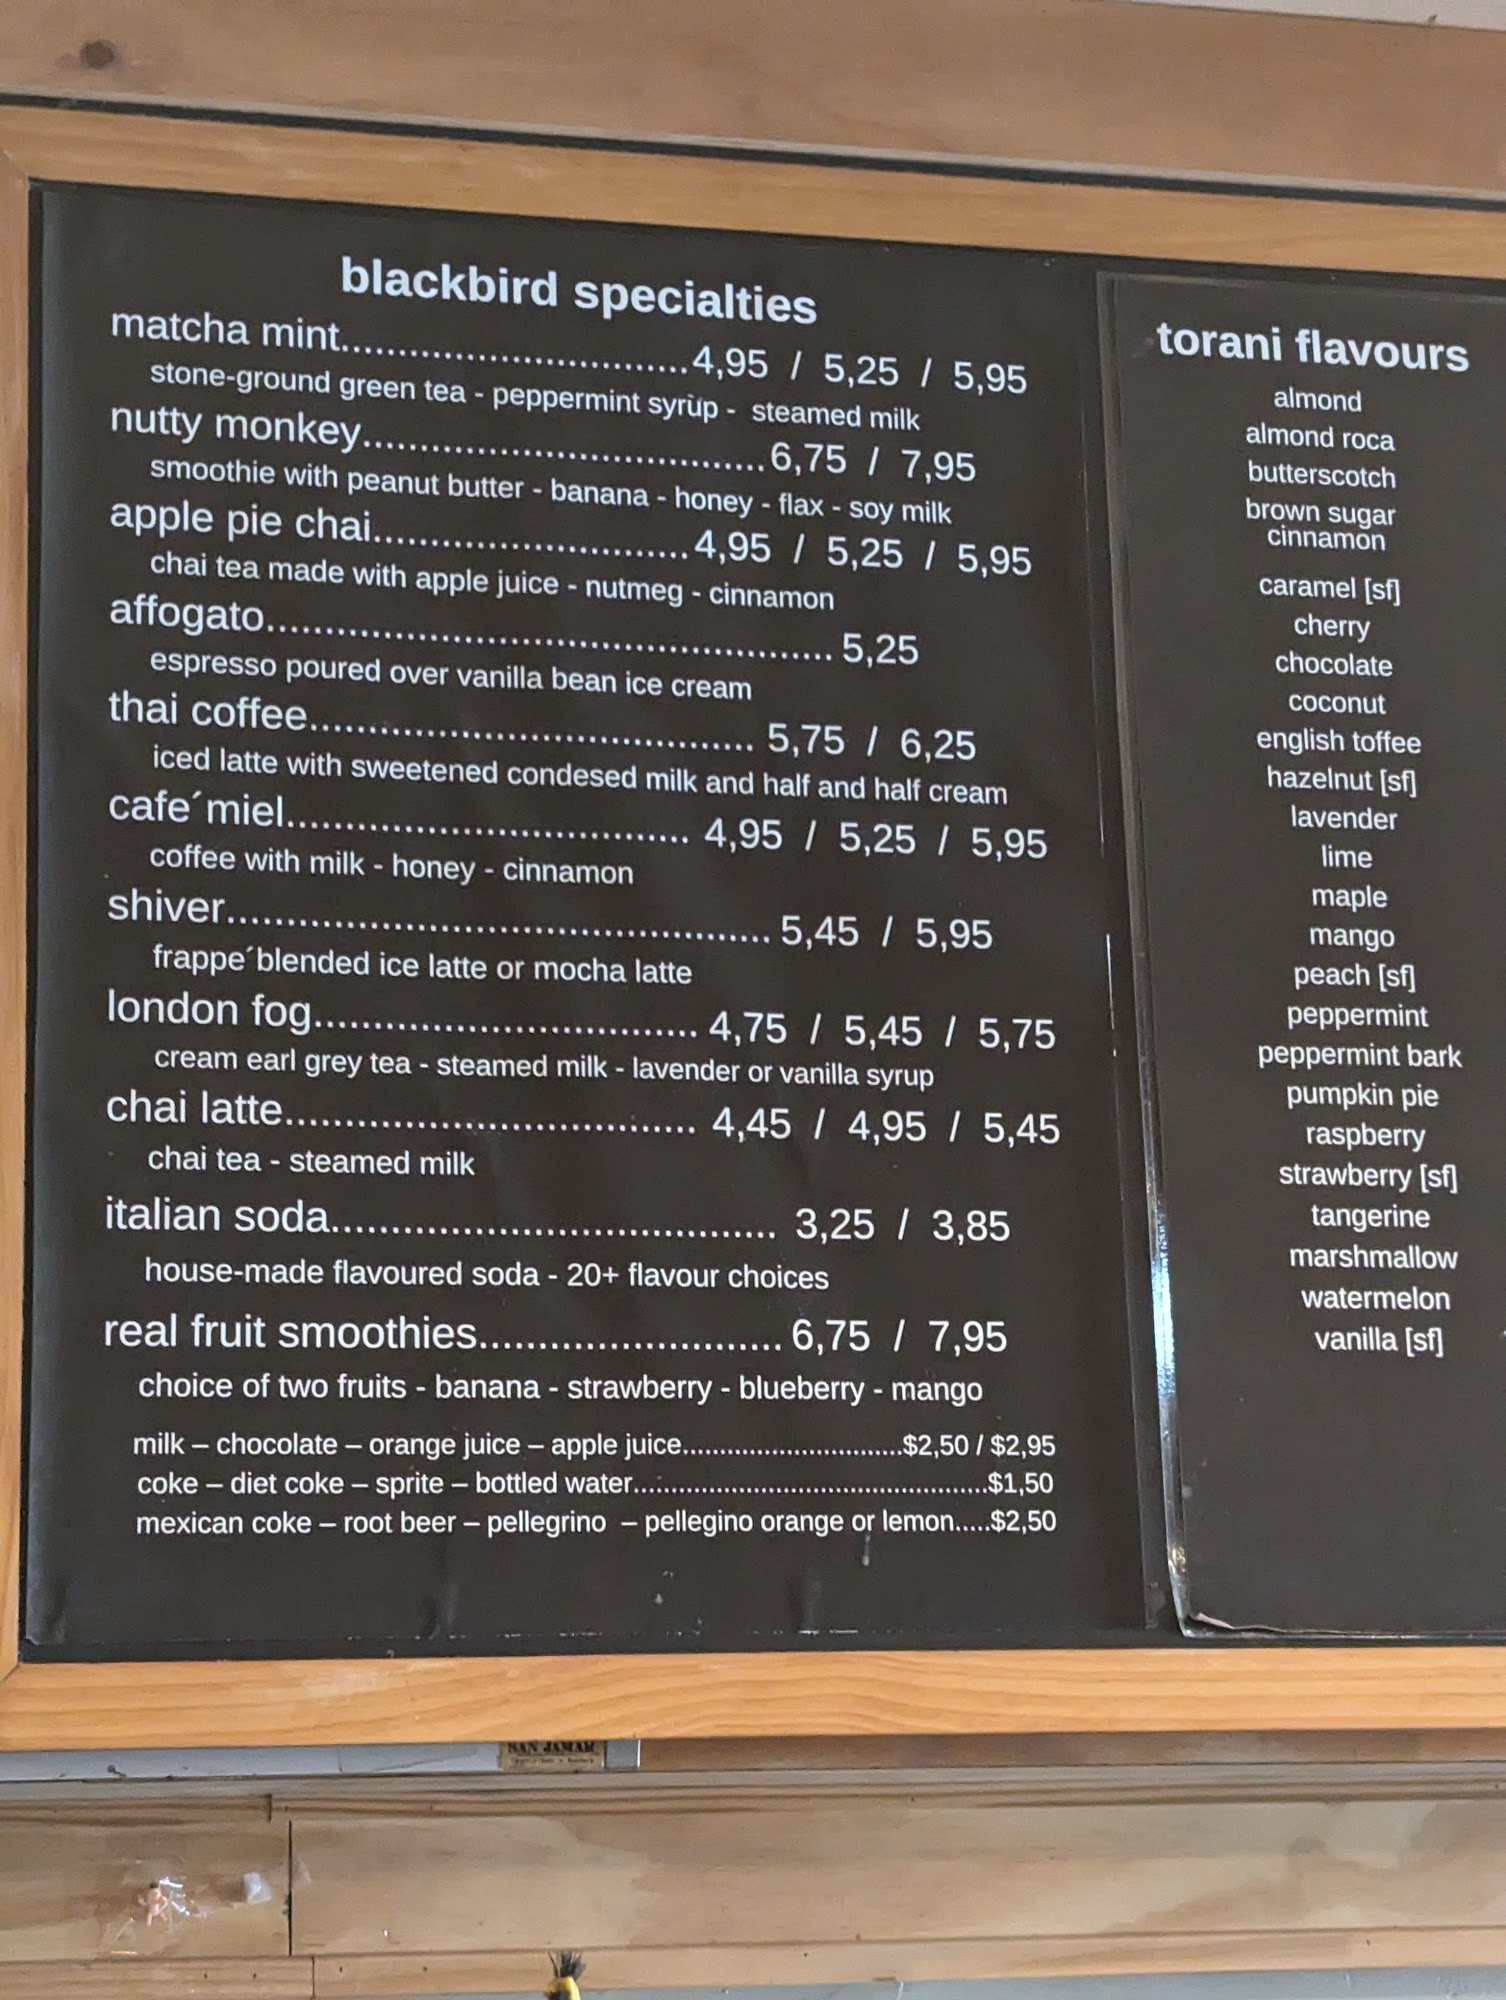 blackbird specialties
matcha mint..............................4,95 / 5,25 / 5,95
stone-ground green tea - peppermint syrup - steamed milk
nutty monkey...................................6,75 / 7,95
smoothie with peanut butter - banana - honey - flax - soy milk
apple pie chai...........................4,95 / 5,25 / 5,95
chai tea made with apple juice - nutmeg - cinnamon
affogato................................................ 5,25
espresso poured over vanilla bean ice cream
thai coffee...................................... 5,75 / 6,25
iced latte with sweetened condesed milk and half and half cream
cafe´miel.................................. 4,95 / 5,25 / 5,95
coffee with milk - honey - cinnamon
shiver.............................................. 5,45 / 5,95
frappe´blended ice latte or mocha latte
london fog................................ 4,75 / 5,45 / 5,75
cream earl grey tea - steamed milk - lavender or vanilla syrup
chai latte.................................. 4,45 / 4,95 / 5,45
chai tea - steamed milk
italian soda...................................... 3,25 / 3,85
house-made flavoured soda - 20+ flavour choices
real fruit smoothies.......................... 6,75 / 7,95
choice of two fruits - banana - strawberry - blueberry - mango
milk – chocolate – orange juice – apple juice..............................$2,50 / $2,95
coke – diet coke – sprite – bottled water................................................$1,50
mexican coke – root beer – pellegrino – pellegino orange or lemon.....$2,50
torani flavours
almond
almond roca
butterscotch
brown sugar
cinnamon
caramel [sf]
cherry
chocolate
coconut
english toffee
hazelnut [sf]
lavender
lime
maple
mango
peach [sf]
peppermint
peppermint bark
pumpkin pie
raspberry
strawberry [sf]
tangerine
marshmallow
watermelon
vanilla [sf]
SAN JAMAR